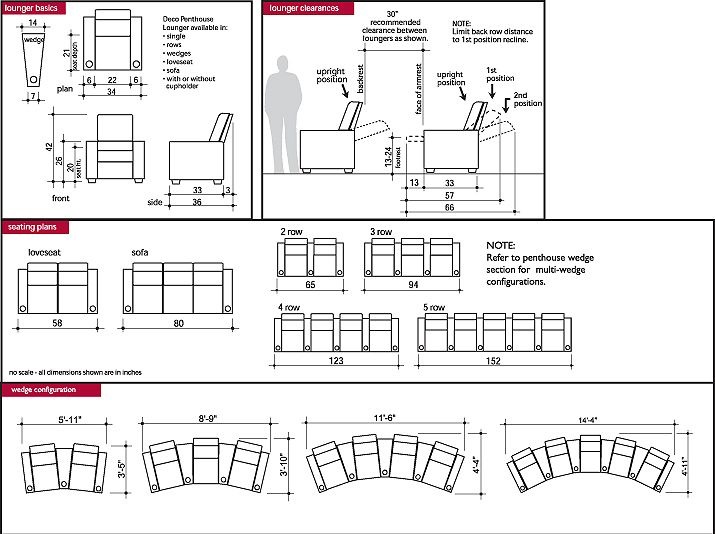 lounger basics
14
wedge
7
21
seat depth
6
22
6
34
plan
Deco Penthouse
Lounger available in:
• single
• rows
• wedges
• loveseat
• sofa
• with or without
cupholder
42
26
20
seat ht.
front
33
3
36
side
lounger clearances
30"
recommended
clearance between
loungers as shown.
NOTE:
Limit back row distance
to 1st position recline.
upright
position
backrest
face of armrest
upright
position
1st
position
2nd
position
13-24
footrest
13
33
57
66
seating plans
loveseat
58
sofa
80
2 row
65
3 row
94
4 row
123
5 row
152
NOTE:
Refer to penthouse wedge
section for multi-wedge
configurations.
no scale - all dimensions shown are in inches
wedge configuration
5'-11"
3'-5"
8'-9"
3'-10"
11'-6"
4'-4"
14'-4"
4'-11"